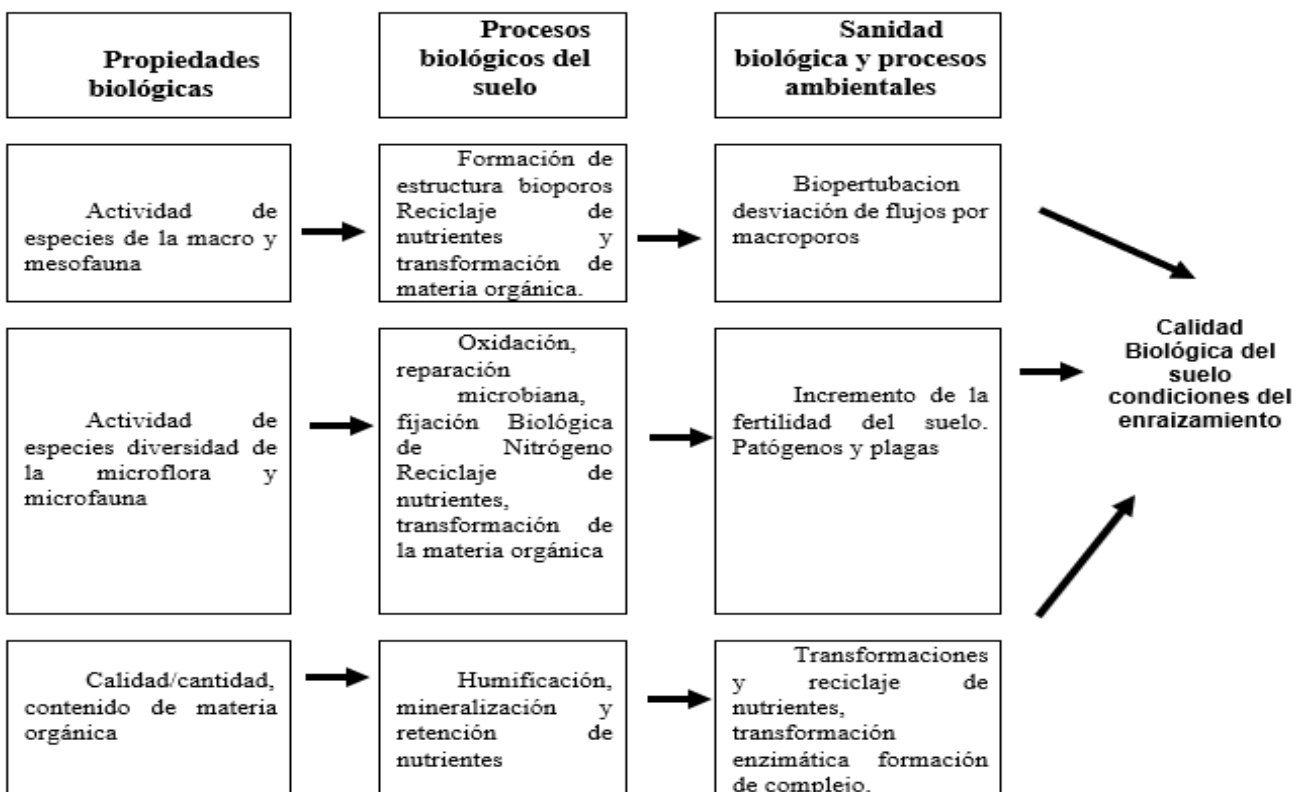 Propiedades
biológicas
Procesos
biológicos del
suelo
Sanidad
biológica y procesos
ambientales
Actividad de
especies de la macro y
mesofauna
Formación de
estructura bioporos
Reciclaje de
nutrientes y
transformación de
materia orgánica.
Biopertubacion
desviación de flujos por
macroporos
Actividad de
especies diversidad de
la microflora y
microfauna
Oxidación,
reparación
microbiana,
fijación Biológica
de Nitrógeno
Reciclaje de
nutrientes,
transformación de
la materia orgánica
Incremento de la
fertilidad del suelo.
Patógenos y plagas
Calidad
Biológica del
suelo
condiciones del
enraizamiento
Calidad/cantidad,
contenido de materia
orgánica
Humificación,
mineralización y
retención de
nutrientes
Transformaciones
y reciclaje de
nutrientes,
transformación
enzimática formación
de complejo.